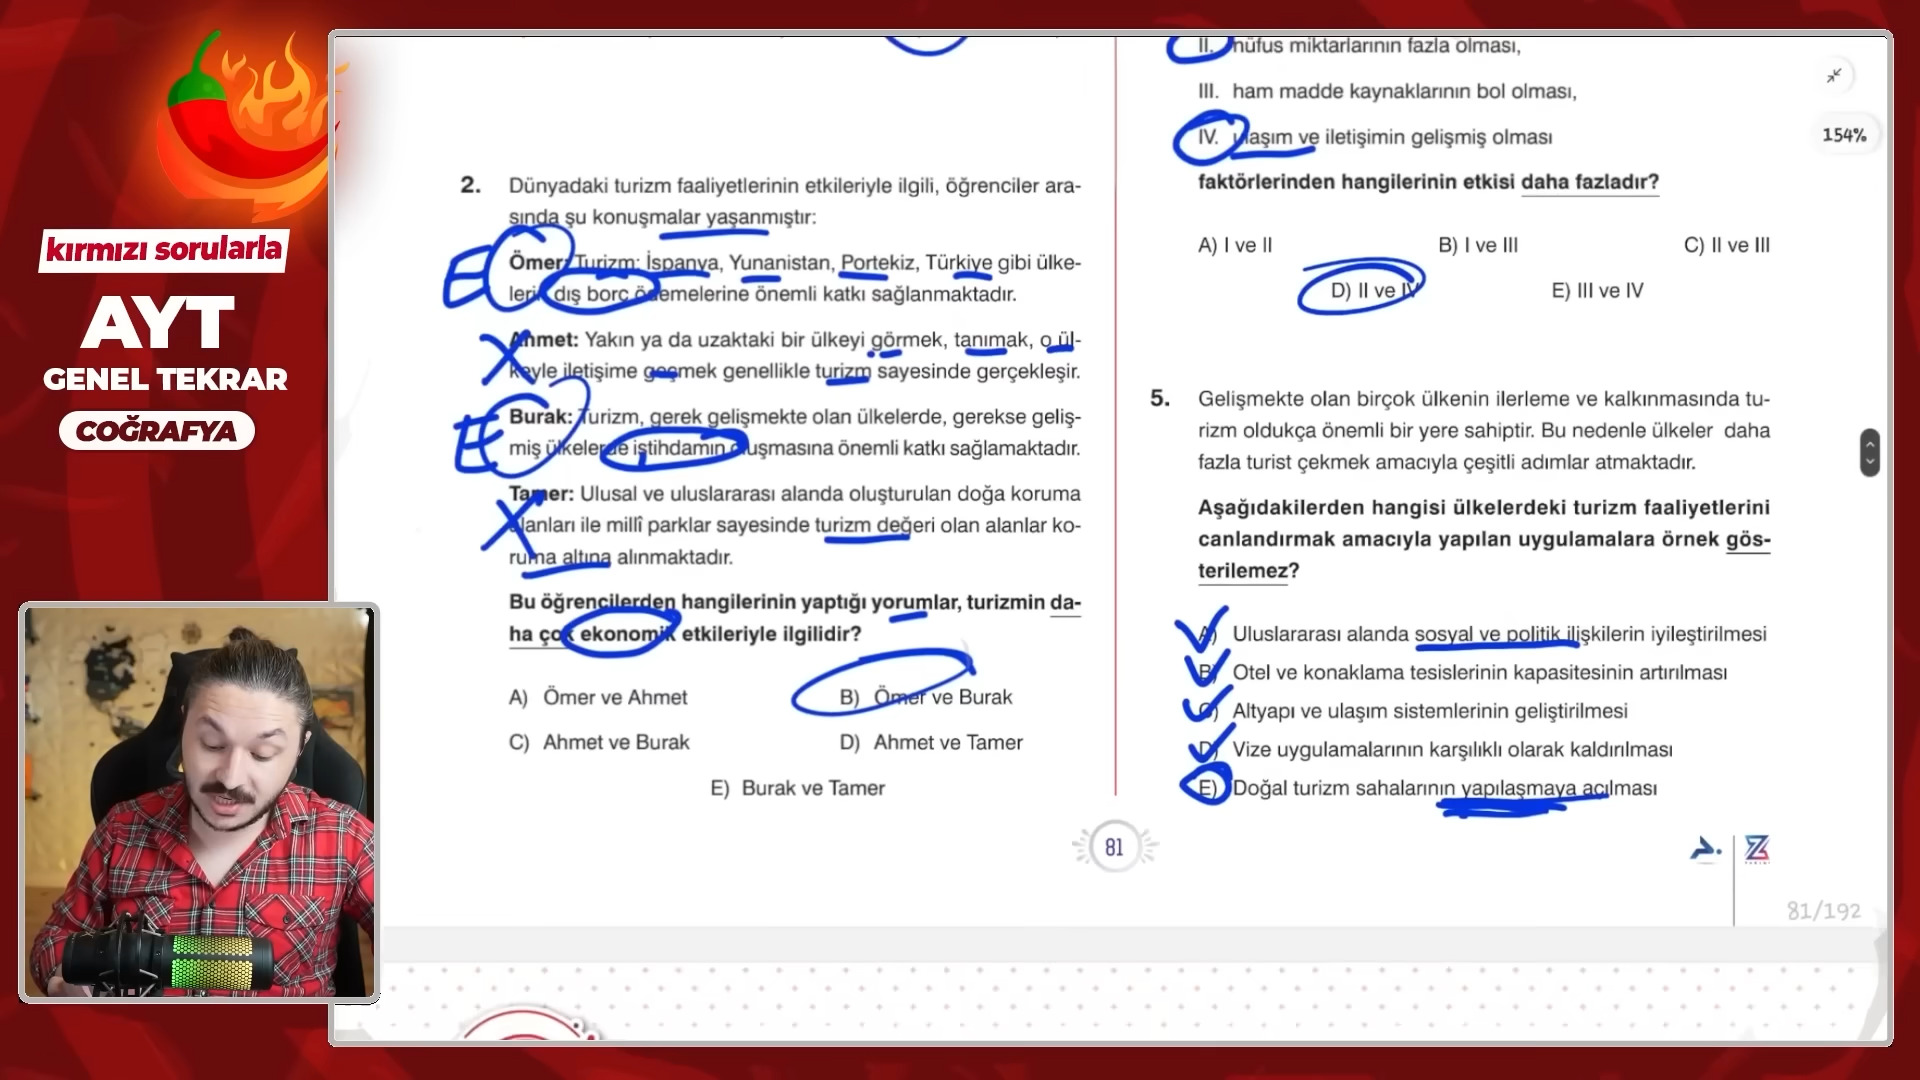 kırmızı sorularla
AYT
GENEL TEKRAR
COĞRAFYA
2. Dünyadaki turizm faaliyetlerinin etkileriyle ilgili, öğrenciler ara-
sında şu konuşmalar yaşanmıştır:
E Ömer: Turizm; İspanya, Yunanistan, Portekiz, Türkiye gibi ülke-
lerin dış borç ödemelerine önemli katkı sağlanmaktadır.
Ahmet: Yakın ya da uzaktaki bir ülkeyi görmek, tanımak, o ül-
keyle iletişime geçmek genellikle turizm sayesinde gerçekleşir.
E Burak: Turizm, gerek gelişmekte olan ülkelerde, gerekse geliş-
miş ülkelerde istihdamın oluşmasına önemli katkı sağlamaktadır.
Tamer: Ulusal ve uluslararası alanda oluşturulan doğa koruma
alanları ile millî parklar sayesinde turizm değeri olan alanlar ko-
ruma altına alınmaktadır.
Bu öğrencilerden hangilerinin yaptığı yorumlar, turizmin da-
ha çok ekonomik etkileriyle ilgilidir?
A) Ömer ve Ahmet B) Ömer ve Burak
C) Ahmet ve Burak D) Ahmet ve Tamer
E) Burak ve Tamer
II. nüfus miktarlarının fazla olması,
III. ham madde kaynaklarının bol olması,
IV. ulaşım ve iletişimin gelişmiş olması
faktörlerinden hangilerinin etkisi daha fazladır?
A) I ve II B) I ve III C) II ve III
D) II ve IV E) III ve IV
5. Gelişmekte olan birçok ülkenin ilerleme ve kalkınmasında tu-
rizm oldukça önemli bir yere sahiptir. Bu nedenle ülkeler daha
fazla turist çekmek amacıyla çeşitli adımlar atmaktadır.
Aşağıdakilerden hangisi ülkelerdeki turizm faaliyetlerini
canlandırmak amacıyla yapılan uygulamalara örnek gös-
terilemez?
A) Uluslararası alanda sosyal ve politik ilişkilerin iyileştirilmesi
B) Otel ve konaklama tesislerinin kapasitesinin artırılması
C) Altyapı ve ulaşım sistemlerinin geliştirilmesi
D) Vize uygulamalarının karşılıklı olarak kaldırılması
E) Doğal turizm sahalarının yapılaşmaya açılması
81
81/192
154%